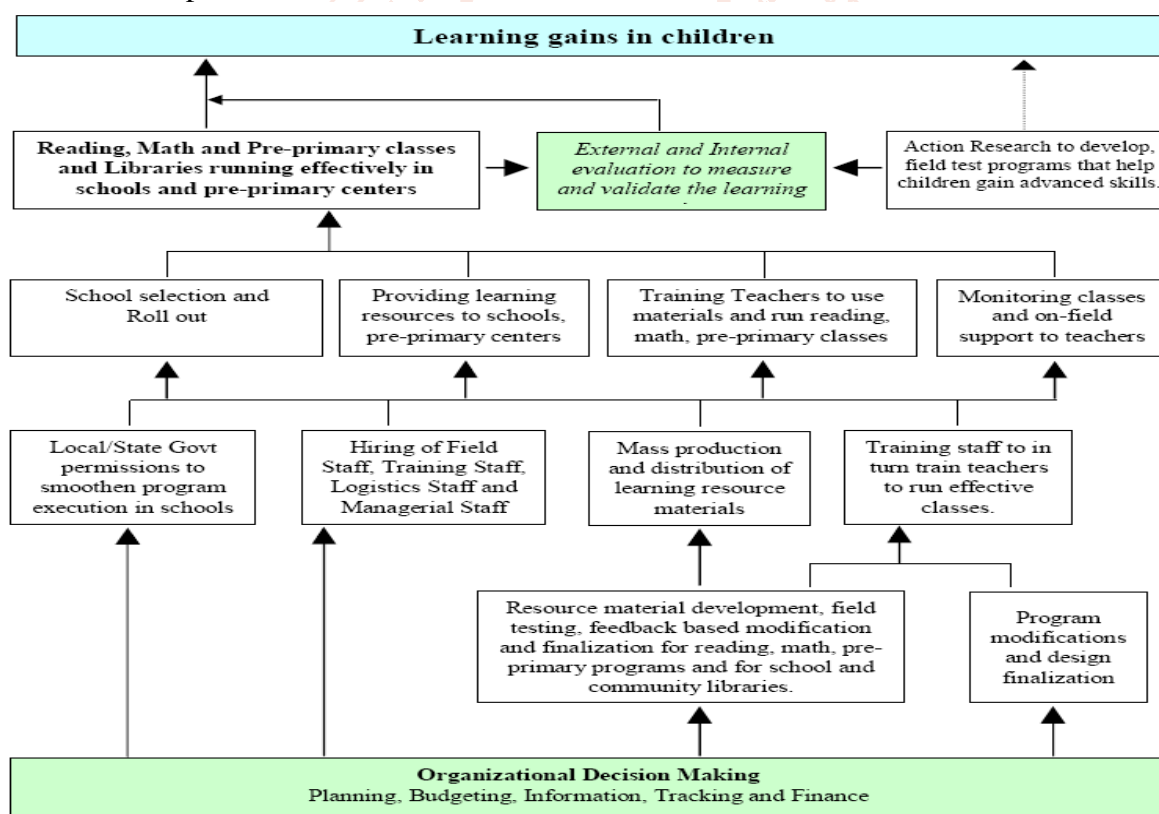 Learning gains in children
Reading, Math and Pre-primary classes
and Libraries running effectively in
schools and pre-primary centers
External and Internal
evaluation to measure
and validate the learning
Action Research to develop,
field test programs that help
children gain advanced skills.
School selection and
Roll out
Providing learning
resources to schools,
pre-primary centers
Training Teachers to use
materials and run reading,
math, pre-primary classes
Monitoring classes
and on-field
support to teachers
Local/State Govt
permissions to
smoothen program
execution in schools
Hiring of Field
Staff, Training Staff,
Logistics Staff and
Managerial Staff
Mass production
and distribution of
learning resource
materials
Training staff to in
turn train teachers
to run effective
classes.
Resource material development, field
testing, feedback based modification
and finalization for reading, math, pre-
primary programs and for school and
community libraries.
Program
modifications
and design
finalization
Organizational Decision Making
Planning, Budgeting, Information, Tracking and Finance